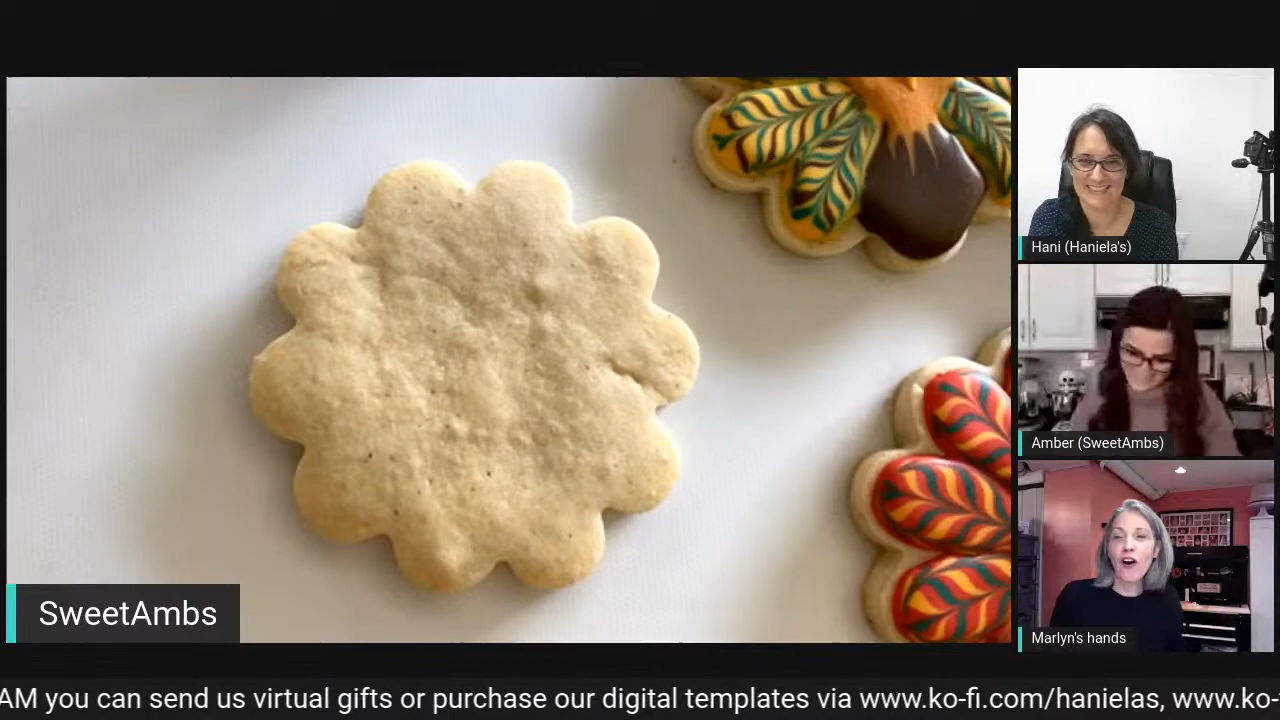 Hani (Haniela's)
Amber (SweetAmbs)
Marlyn's hands
SweetAmbs
AM you can send us virtual gifts or purchase our digital templates via www.ko-fi.com/hanielas, www.ko-